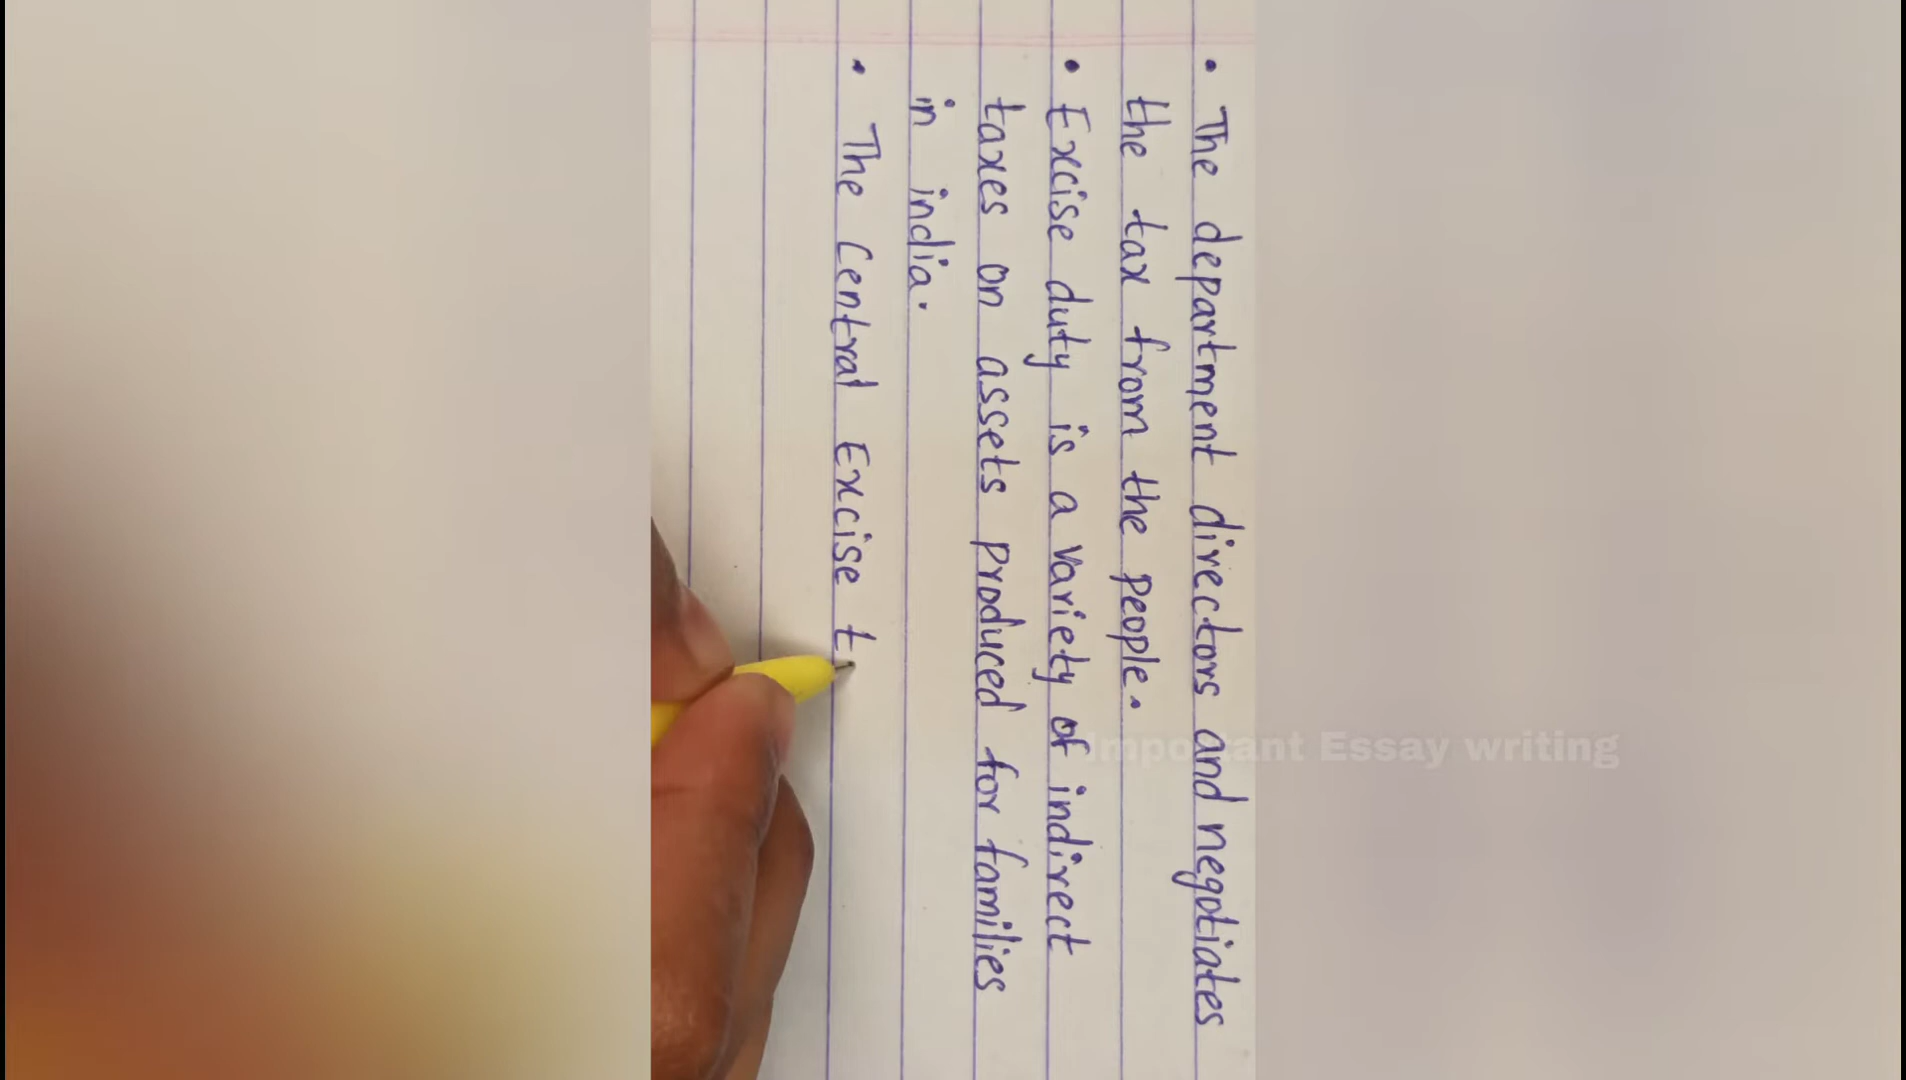 • The department directors and negotiates
the tax from the people.
• Excise duty is a variety of indirect
taxes on assets produced for families
in india.
• The Central Excise t
Important Essay writing